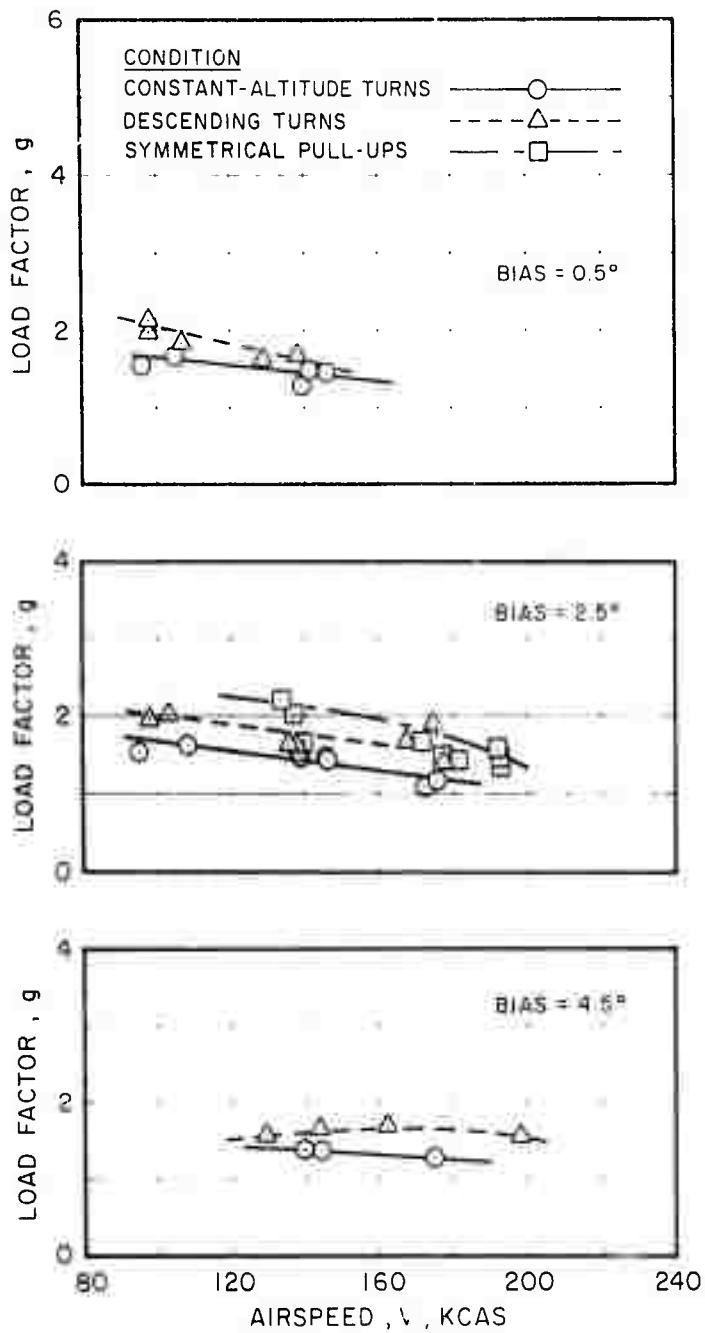 6
CONDITION
CONSTANT-ALTITUDE TURNS
DESCENDING TURNS
SYMMETRICAL PULL-UPS
4
LOAD FACTOR, g
BIAS = 0.5°
2
0
4
BIAS = 2.5°
LOAD FACTOR, g
2
0
4
BIAS = 4.5°
LOAD FACTOR, g
2
0
80 120 160 200 240
AIRSPEED, V, KCAS